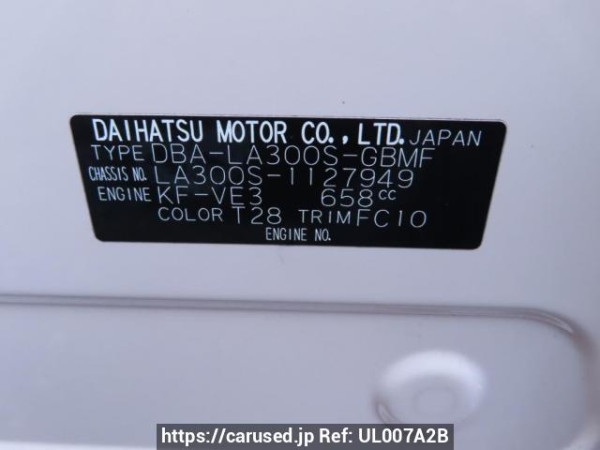 DAIHATSU MOTOR CO.,LTD. JAPAN
TYPE DBA-LA300S-GBMF
CHASSIS NO. LA300S-1127949
ENGINE KF-VE3 658cc
COLOR T28 TRIM FC10
ENGINE NO.
https://carused.jp Ref: UL007A2B